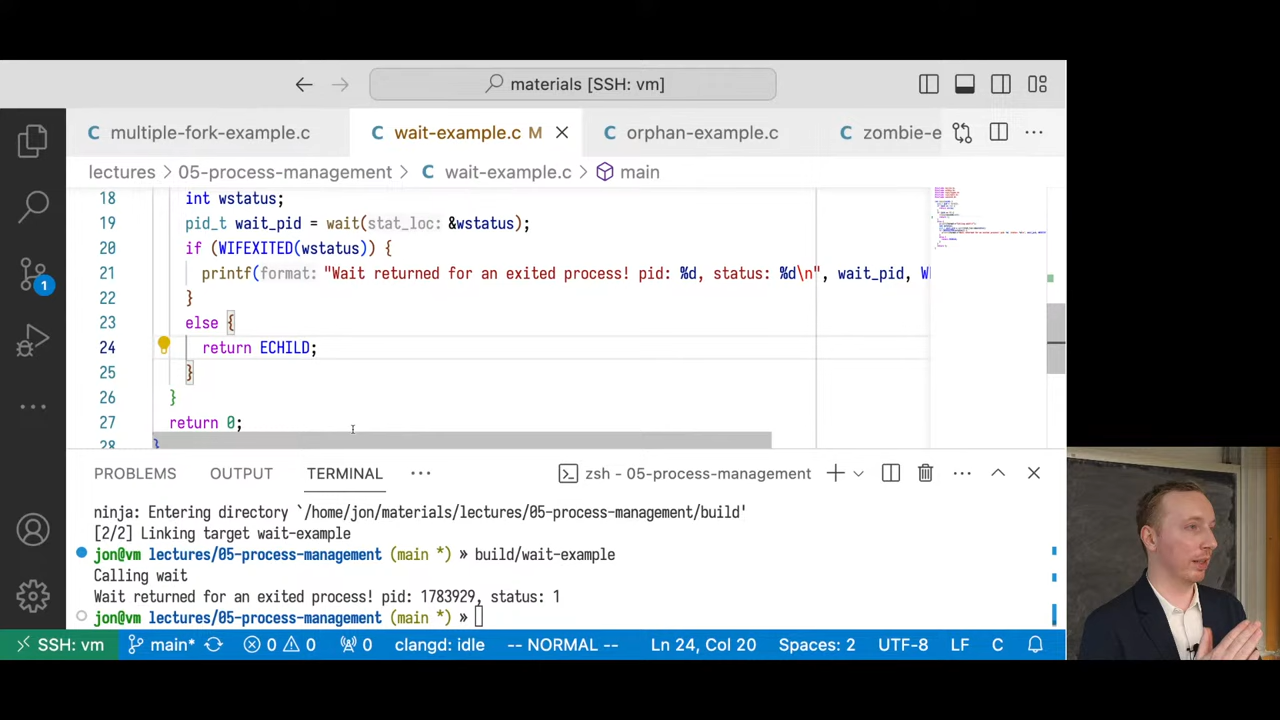 materials [SSH: vm]
multiple-fork-example.c
wait-example.c M
orphan-example.c
zombie-e
lectures > 05-process-management > C wait-example.c > main
18 int wstatus;
19 pid_t wait_pid = wait(stat_loc: &wstatus);
20 if (WIFEXITED(wstatus)) {
21 printf(format: "Wait returned for an exited process! pid: %d, status: %d\n", wait_pid, W
22 }
23 else {
24 return ECHILD;
25 }
26 }
27 return 0;
28 }
PROBLEMS OUTPUT TERMINAL ··· zsh - 05-process-management
ninja: Entering directory `/home/jon/materials/lectures/05-process-management/build'
[2/2] Linking target wait-example
jon@vm lectures/05-process-management (main *) » build/wait-example
Calling wait
Wait returned for an exited process! pid: 1783929, status: 1
jon@vm lectures/05-process-management (main *) »
1
SSH: vm main* 0 0 0 clangd: idle -- NORMAL -- Ln 24, Col 20 Spaces: 2 UTF-8 LF C